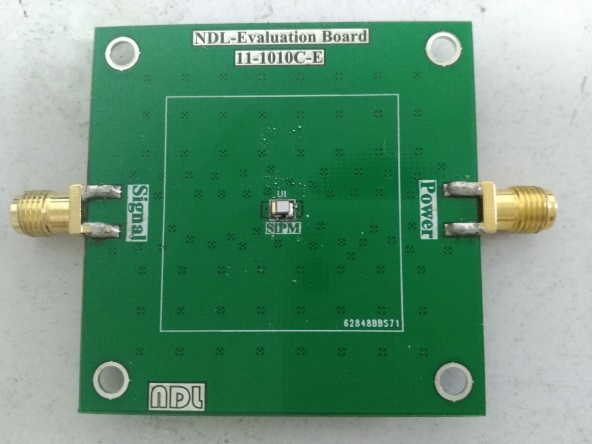 NDL-Evaluation Board
11-1010C-E
Signal
U1
SiPM
Power
62848BBS71
NDL